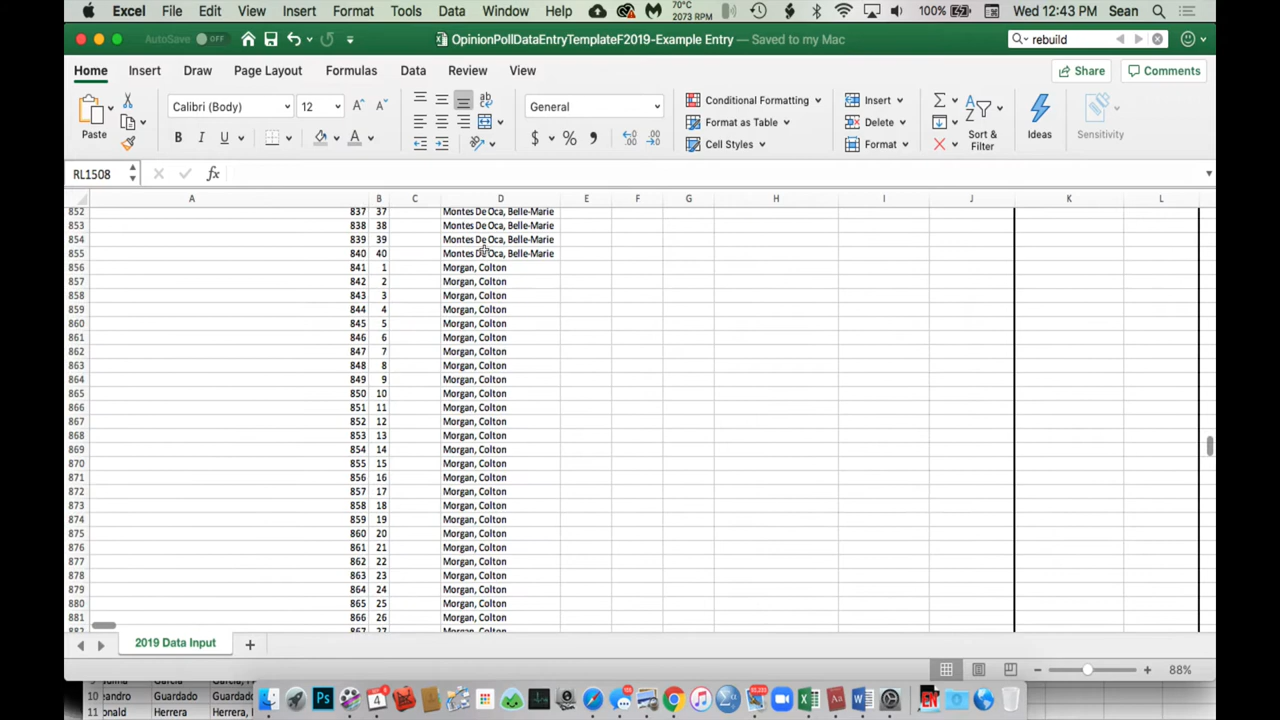 Excel File Edit View Insert Format Tools Data Window Help 70°C 2073 RPM 100% Wed 12:43 PM Sean
AutoSave OFF OpinionPollDataEntryTemplateF2019-Example Entry — Saved to my Mac rebuild
Home Insert Draw Page Layout Formulas Data Review View Share Comments
Paste Calibri (Body) 12 General Conditional Formatting Format as Table Cell Styles Insert Delete Format Sort & Filter Ideas Sensitivity
RL1508 fx
A B C D E F G H I J K L
852 837 37 Montes De Oca, Belle-Marie
853 838 38 Montes De Oca, Belle-Marie
854 839 39 Montes De Oca, Belle-Marie
855 840 40 Montes De Oca, Belle-Marie
856 841 1 Morgan, Colton
857 842 2 Morgan, Colton
858 843 3 Morgan, Colton
859 844 4 Morgan, Colton
860 845 5 Morgan, Colton
861 846 6 Morgan, Colton
862 847 7 Morgan, Colton
863 848 8 Morgan, Colton
864 849 9 Morgan, Colton
865 850 10 Morgan, Colton
866 851 11 Morgan, Colton
867 852 12 Morgan, Colton
868 853 13 Morgan, Colton
869 854 14 Morgan, Colton
870 855 15 Morgan, Colton
871 856 16 Morgan, Colton
872 857 17 Morgan, Colton
873 858 18 Morgan, Colton
874 859 19 Morgan, Colton
875 860 20 Morgan, Colton
876 861 21 Morgan, Colton
877 862 22 Morgan, Colton
878 863 23 Morgan, Colton
879 864 24 Morgan, Colton
880 865 25 Morgan, Colton
881 866 26 Morgan, Colton
882 867 27 Morgan, Colton
2019 Data Input
88%
10 eandro Guardado Guardado
11 onald Herrera Herrera,